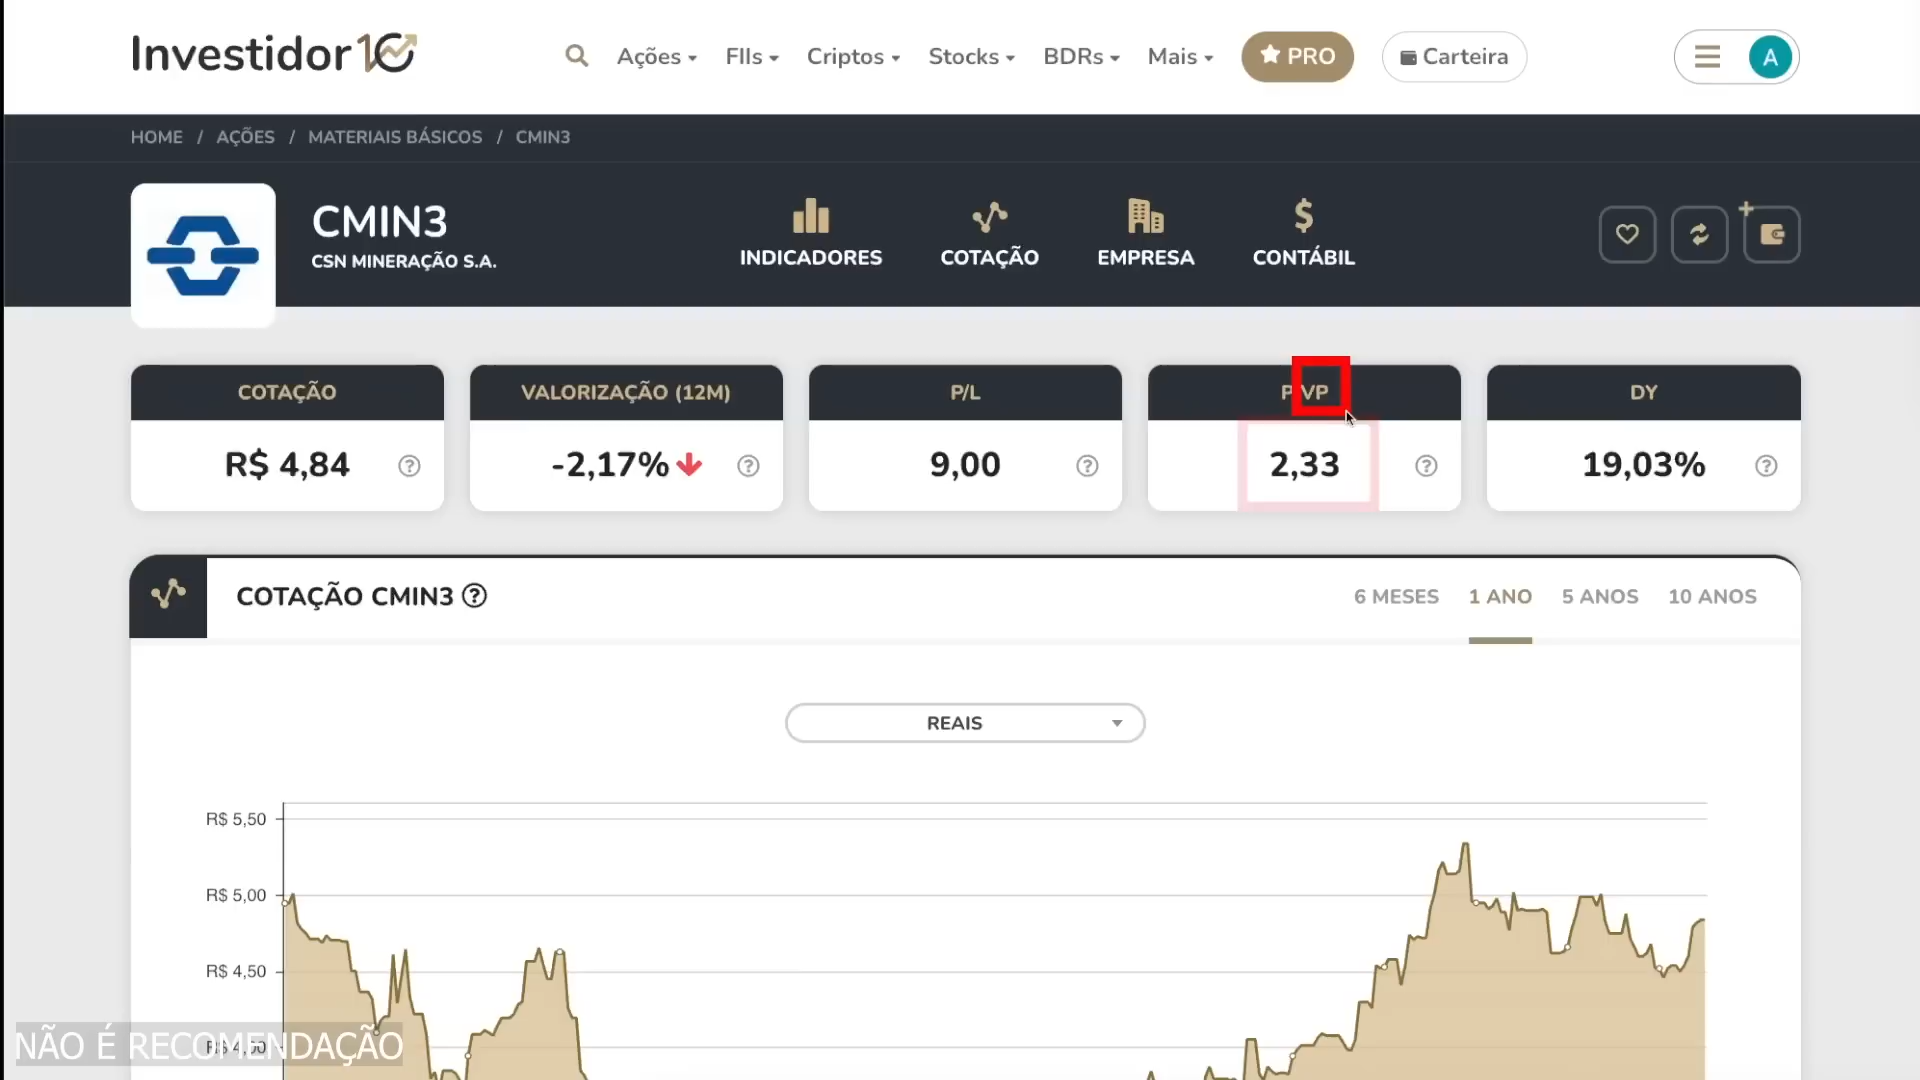 Investidor10
Ações
FIIs
Criptos
Stocks
BDRs
Mais
PRO
Carteira
A
HOME / AÇÕES / MATERIAIS BÁSICOS / CMIN3
CMIN3
CSN MINERAÇÃO S.A.
INDICADORES
COTAÇÃO
EMPRESA
CONTÁBIL
COTAÇÃO
R$ 4,84
VALORIZAÇÃO (12M)
-2,17%
P/L
9,00
P/VP
2,33
DY
19,03%
COTAÇÃO CMIN3
6 MESES
1 ANO
5 ANOS
10 ANOS
REAIS
R$ 5,50
R$ 5,00
R$ 4,50
R$ 4,00
NÃO É RECOMENDAÇÃO